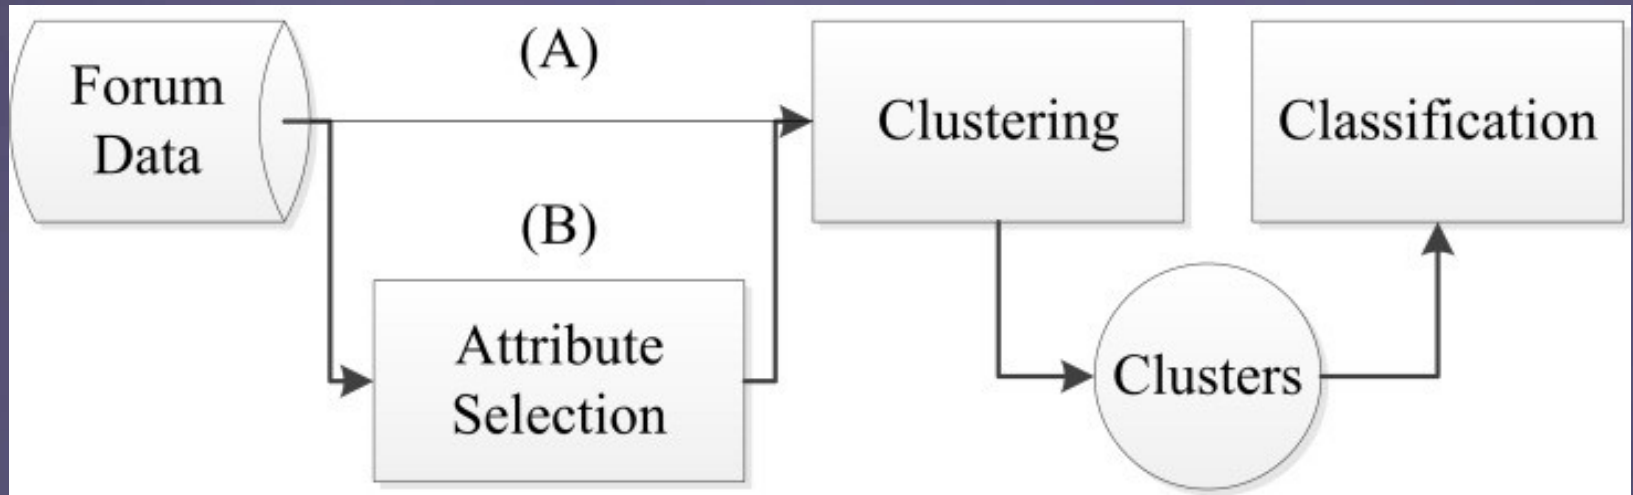 Forum
Data
(A)
Clustering
Classification
(B)
Attribute
Selection
Clusters